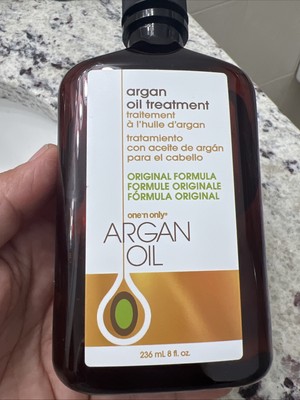 argan
oil treatment
traitement
à l'huile d'argan
tratamiento
con aceite de argán
para el cabello
ORIGINAL FORMULA
FORMULE ORIGINALE
FÓRMULA ORIGINAL
one 'n only®
ARGAN
OIL
236 mL 8 fl. oz.